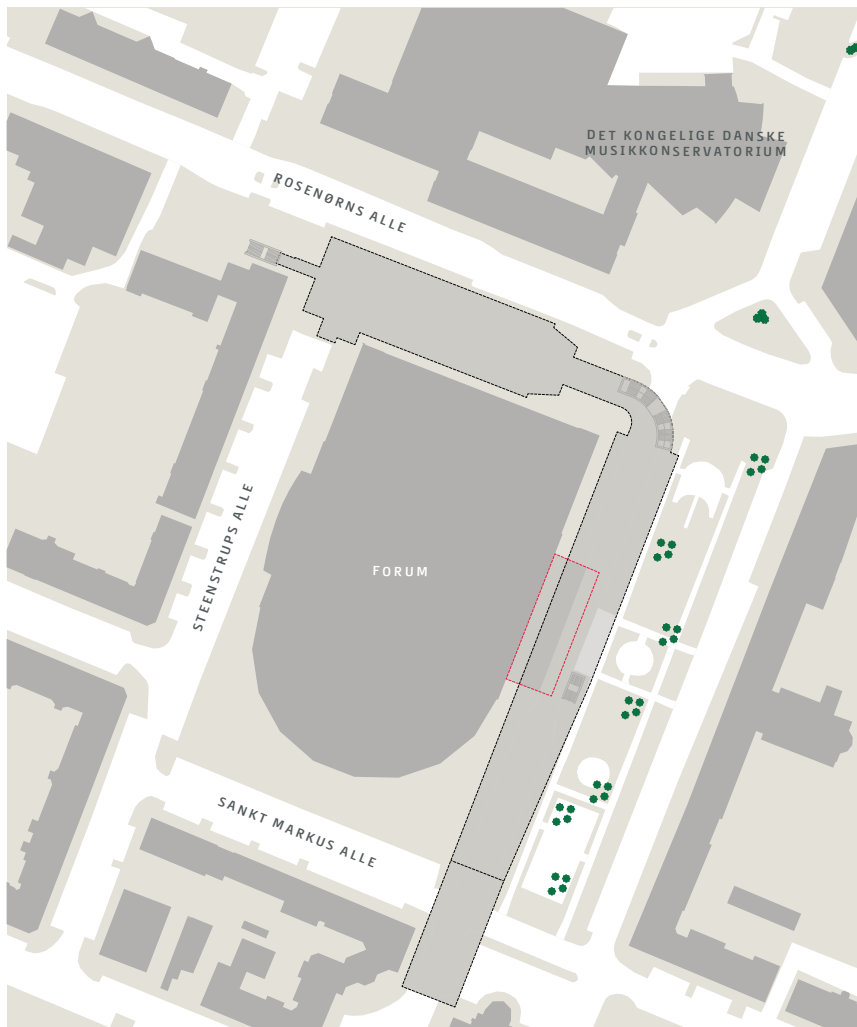 DET KONGELIGE DANSKE
MUSIKKONSERVATORIUM
ROSENØRNS ALLE
STEENSTRUPS ALLE
FORUM
SANKT MARKUS ALLE